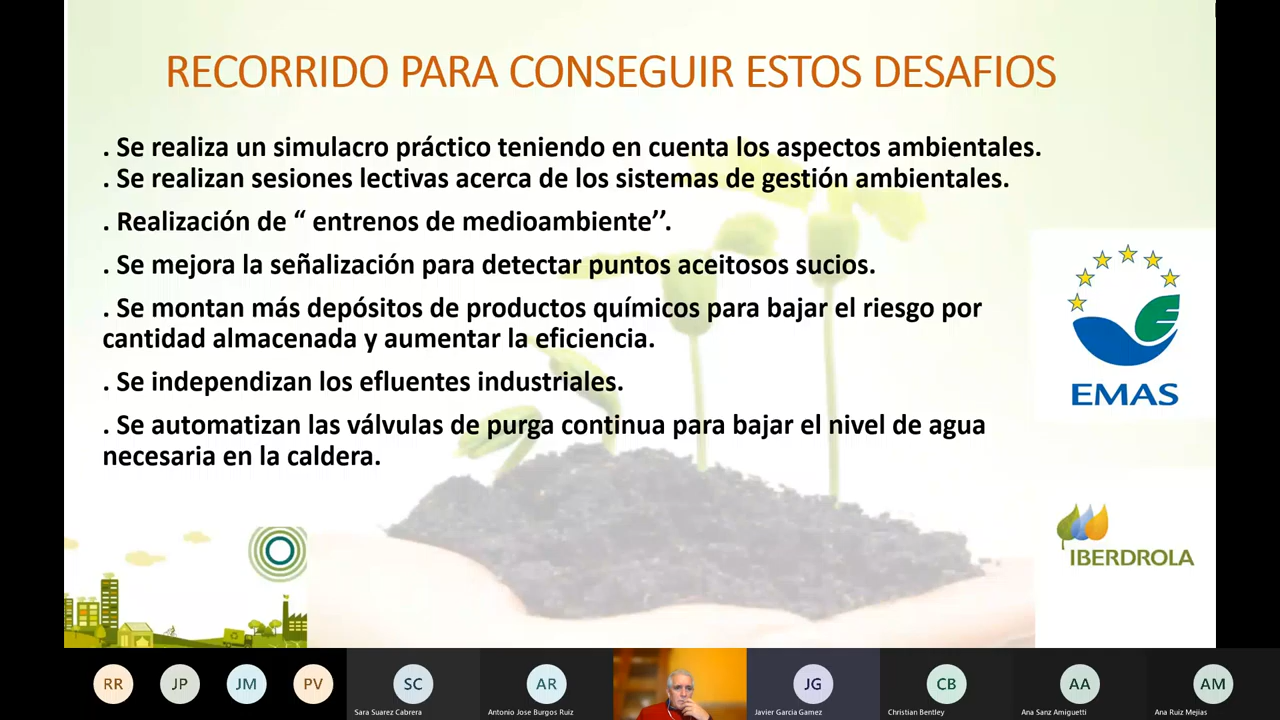 RECORRIDO PARA CONSEGUIR ESTOS DESAFIOS
. Se realiza un simulacro práctico teniendo en cuenta los aspectos ambientales.
. Se realizan sesiones lectivas acerca de los sistemas de gestión ambientales.
. Realización de “ entrenos de medioambiente’’.
. Se mejora la señalización para detectar puntos aceitosos sucios.
. Se montan más depósitos de productos químicos para bajar el riesgo por
cantidad almacenada y aumentar la eficiencia.
. Se independizan los efluentes industriales.
. Se automatizan las válvulas de purga continua para bajar el nivel de agua
necesaria en la caldera.
EMAS
IBERDROLA
RR
JP
JM
PV
SC
AR
JG
CB
AA
AM
Sara Suarez Cabrera
Antonio Jose Burgos Ruiz
Javier Garcia Gamez
Christian Bentley
Ana Sanz Amiguetti
Ana Ruiz Mejias